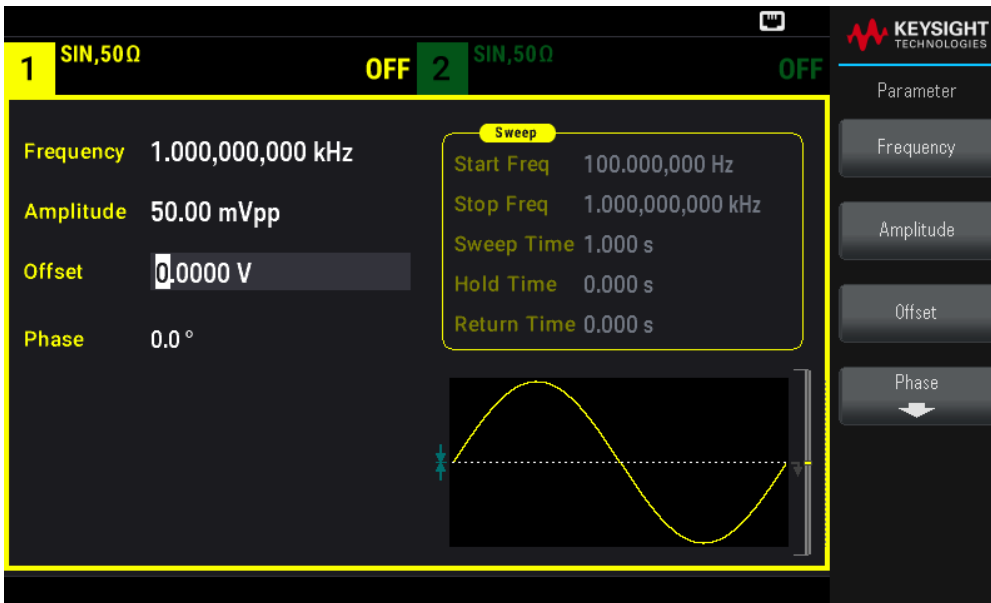 KEYSIGHT
TECHNOLOGIES
1 SIN,50Ω OFF 2 SIN,50Ω OFF
Parameter
Frequency 1.000,000,000 kHz
Amplitude 50.00 mVpp
Offset 0.0000 V
Phase 0.0 °
Sweep
Start Freq 100.000,000 Hz
Stop Freq 1.000,000,000 kHz
Sweep Time 1.000 s
Hold Time 0.000 s
Return Time 0.000 s
Frequency
Amplitude
Offset
Phase